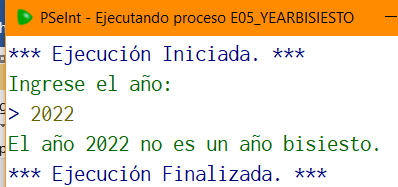 PSeInt - Ejecutando proceso E05_YEARBISIESTO
*** Ejecución Iniciada. ***
Ingrese el año:
> 2022
El año 2022 no es un año bisiesto.
*** Ejecución Finalizada. ***